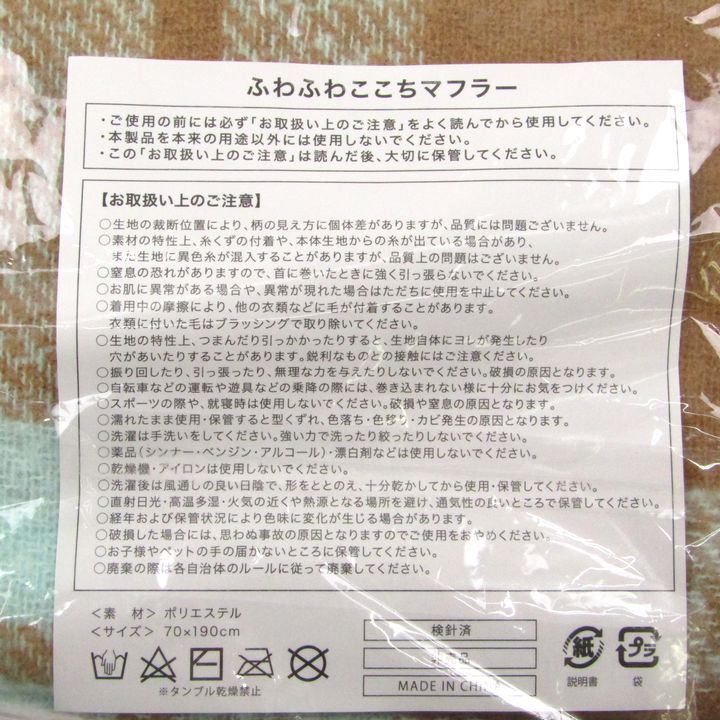 ふわふわここちマフラー
・ご使用の前には必ず「お取扱い上のご注意」をよく読んでから使用してください。
・本製品を本来の用途以外には使用しないでください。
・この「お取扱い上のご注意」は読んだ後、大切に保管してください。
【お取扱い上のご注意】
○生地の裁断位置により、柄の見え方に個体差がありますが、品質には問題ございません。
○素材の特性上、糸くずの付着や、本体生地からの糸が出ている場合があり、
また生地に異色糸が混入することがありますが、品質上の問題はございません。
○窒息の恐れがありますので、首に巻いたときに強く引っ張らないでください。
○お肌に異常がある場合や、異常が現れた場合はただちに使用を中止してください。
○着用中の摩擦により、他の衣類などに毛が付着することがあります。
衣類に付いた毛はブラッシングで取り除いてください。
○生地の特性上、つまんだり引っかかったりすると、生地自体にヨレが発生したり
穴があいたりすることがあります。鋭利なものとの接触にはご注意ください。
○振り回したり、引っ張ったり、無理な力を与えたりしないでください。破損の原因となります。
○自転車などの運転や遊具などの乗降の際には、巻き込まれない様に十分にお気をつけください。
○スポーツの際や、就寝時は使用しないでください。破損や窒息の原因となります。
○濡れたまま使用・保管すると型くずれ、色落ち・色移り・カビ発生の原因となります。
○洗濯は手洗いをしてください。強い力で洗ったり絞ったりしないでください。
○薬品(シンナー・ベンジン・アルコール)・漂白剤などは使用しないでください。
○乾燥機・アイロンは使用しないでください。
○洗濯後は風通しの良い日陰で、形をととのえ、十分乾かしてから使用・保管してください。
○直射日光・高温多湿・火気の近くや熱源となる場所を避け、通気性の良いところで保管してください。
○経年および保管状況により色味に変化が生じる場合があります。
○破損した場合には、思わぬ事故の原因となりますのでご使用をおやめください。
○お子様やペットの手の届かないところに保管してください。
○廃棄の際は各自治体のルールに従って廃棄してください。
＜素　材＞ ポリエステル
＜サイズ＞ 70×190cm
※タンブル乾燥禁止
検針済
非売品
MADE IN CHINA
紙
説明書
プラ
袋